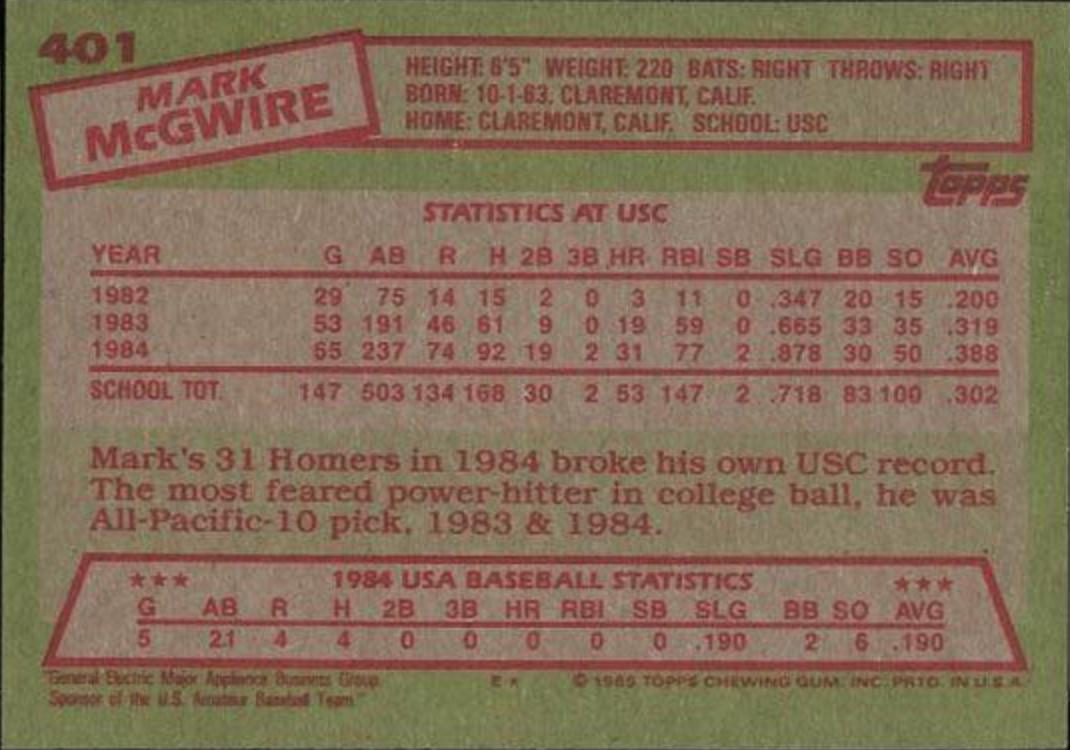 401
MARK
McGWIRE
HEIGHT: 6'5" WEIGHT: 220 BATS: RIGHT THROWS: RIGHT
BORN: 10-1-63, CLAREMONT, CALIF.
HOME: CLAREMONT, CALIF. SCHOOL: USC
topps
STATISTICS AT USC
YEAR G AB R H 2B 3B HR RBI SB SLG BB SO AVG
1982 29 75 14 15 2 0 3 11 0 .347 20 15 .200
1983 53 191 46 61 9 0 19 59 0 .665 33 35 .319
1984 65 237 74 92 19 2 31 77 2 .878 30 50 .388
SCHOOL TOT. 147 503 134 168 30 2 53 147 2 .718 83 100 .302
Mark's 31 Homers in 1984 broke his own USC record.
The most feared power-hitter in college ball, he was
All-Pacific-10 pick, 1983 & 1984.
★★★ 1984 USA BASEBALL STATISTICS ★★★
G AB R H 2B 3B HR RBI SB SLG BB SO AVG
5 21 4 4 0 0 0 0 0 .190 2 6 .190
"General Electric Major Appliance Business Group, E * © 1985 TOPPS CHEWING GUM, INC. PRTD. IN U.S.A.
Sponsor of the U.S. Amateur Baseball Team."